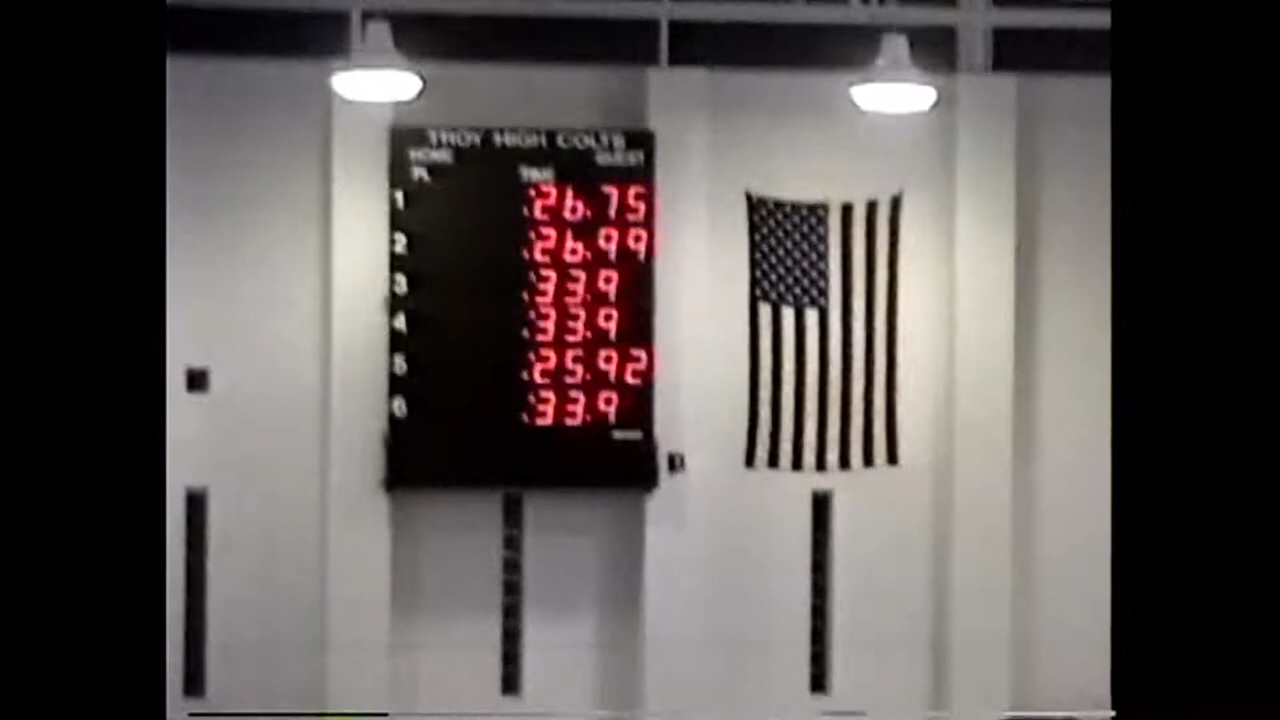 TROY HIGH COLTS
HOME GUEST
PL TIME
1 :26.75
2 :26.99
3 :33.9
4 :33.9
5 :25.92
6 :33.9